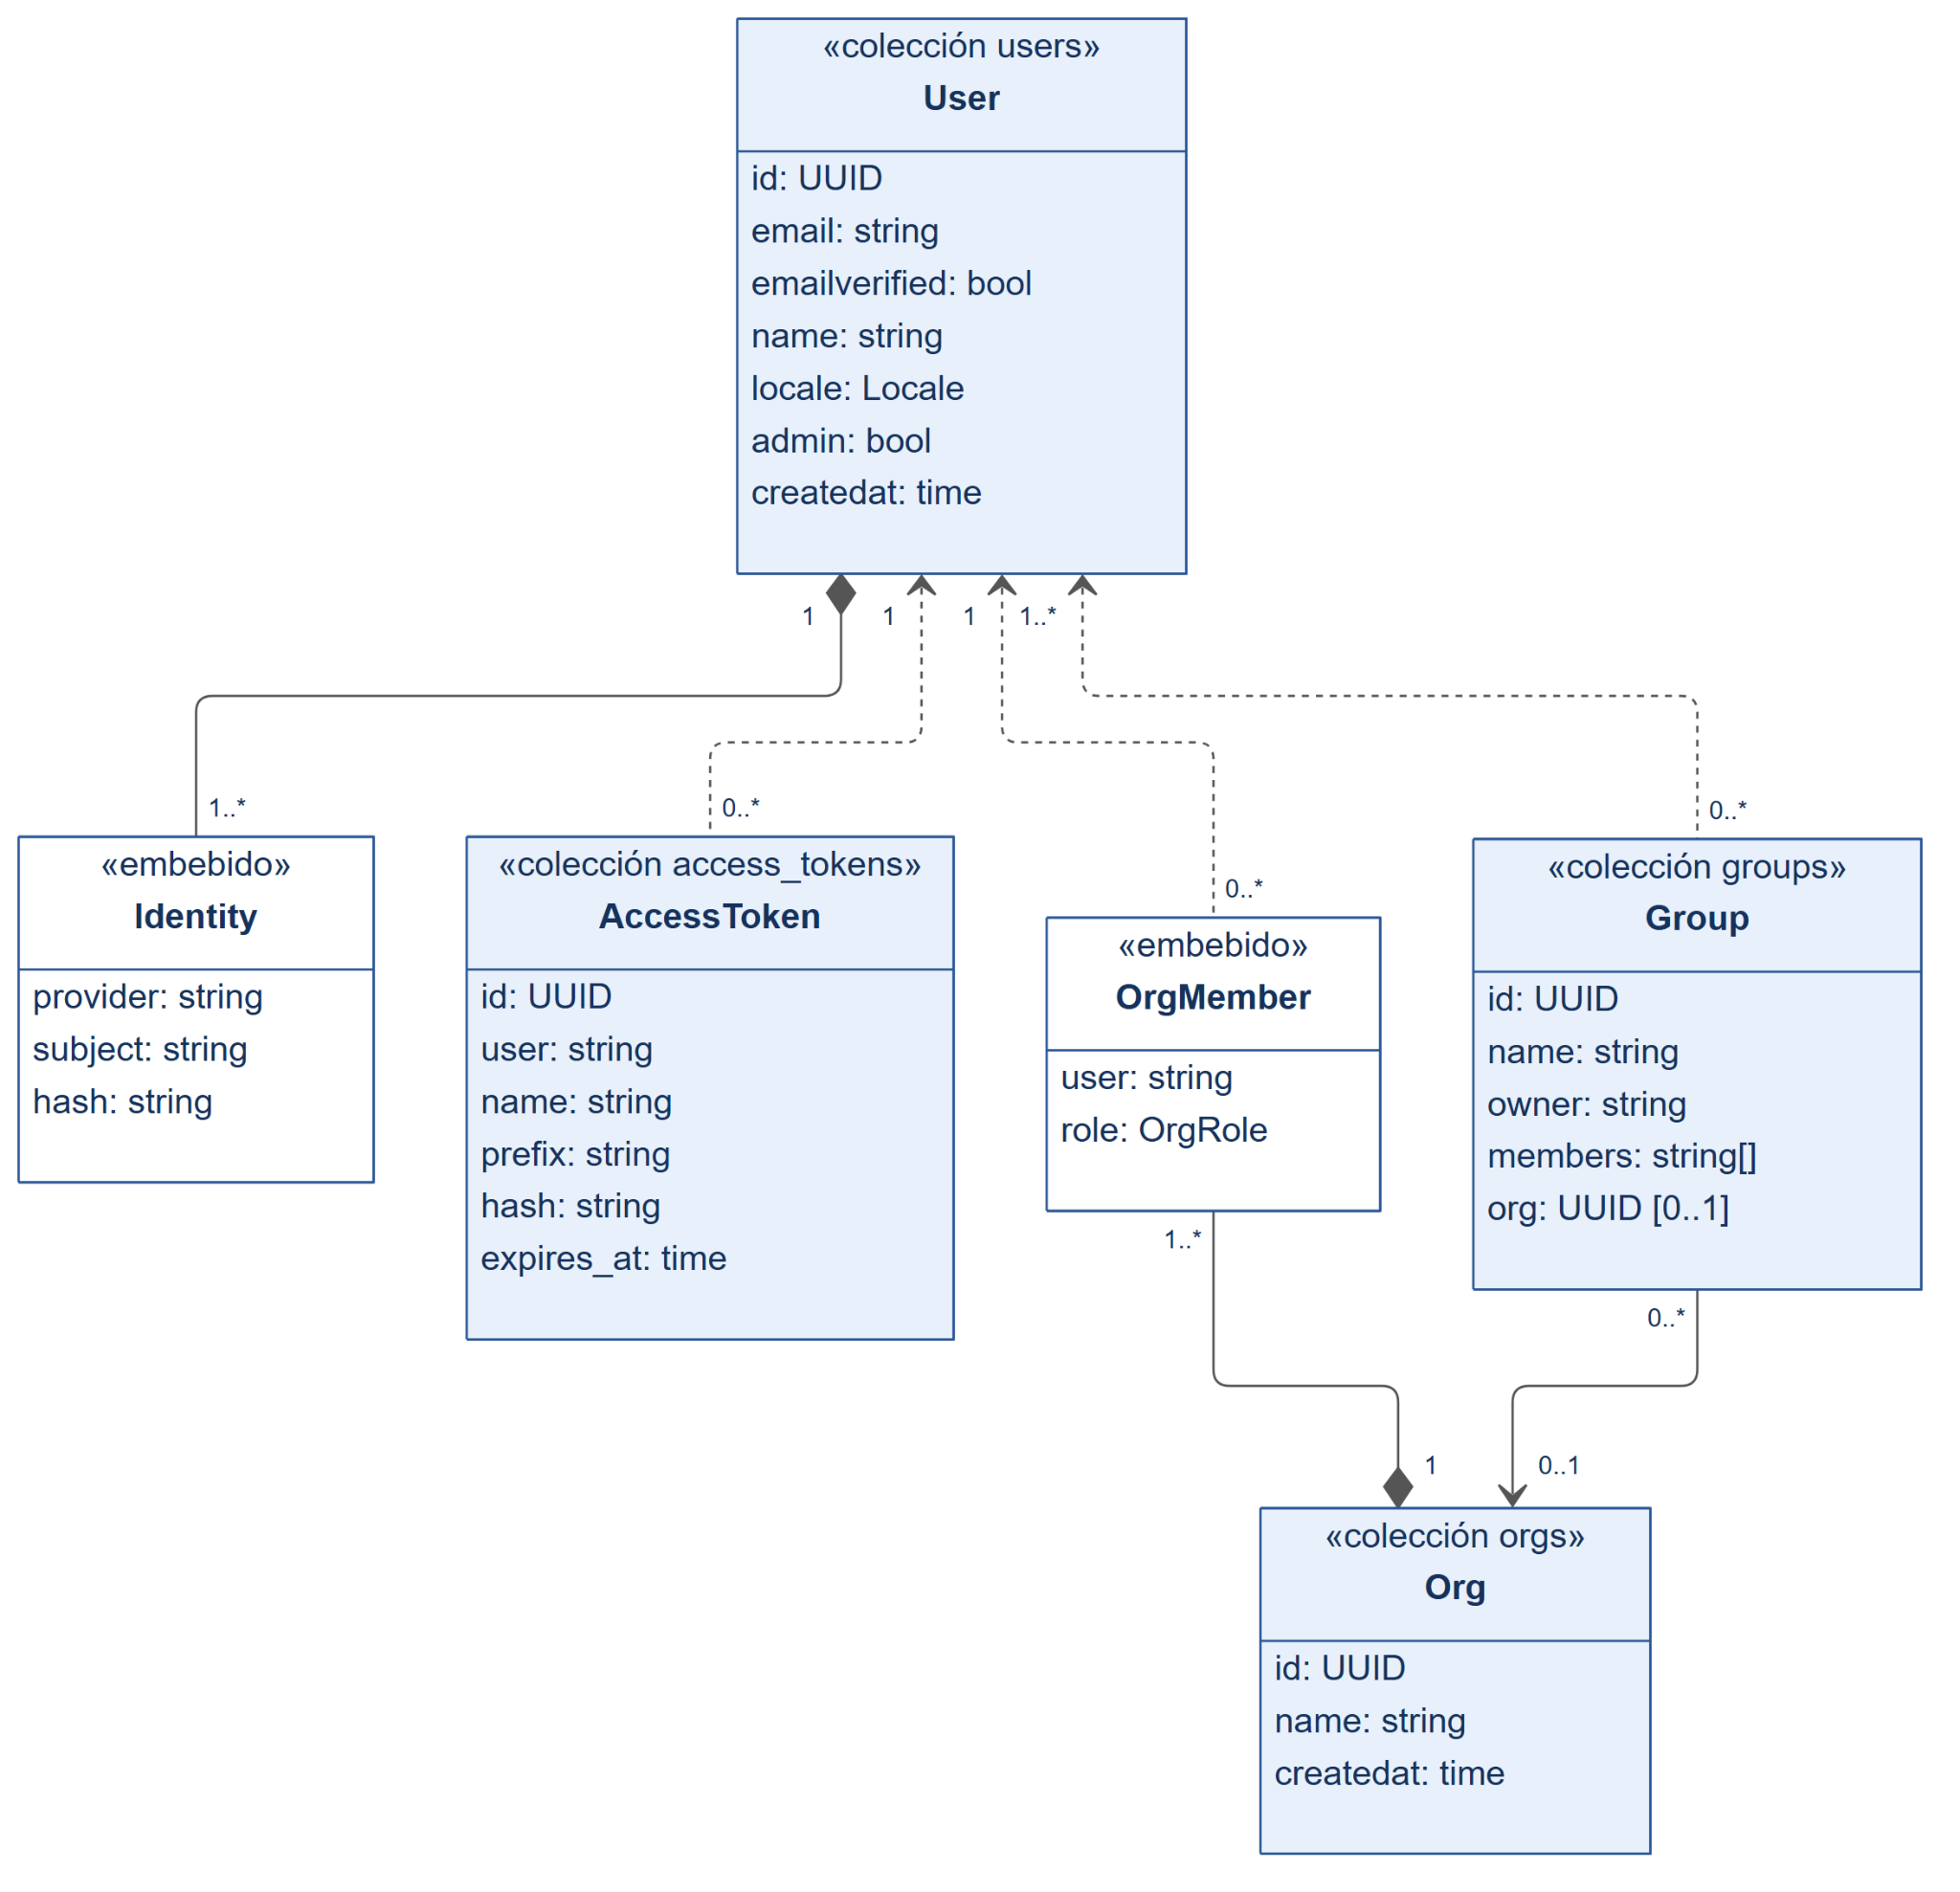 «colección users»
User
id: UUID
email: string
emailverified: bool
name: string
locale: Locale
admin: bool
createdat: time
1
1
1
1..*
1..*
0..*
0..*
0..*
«embebido»
Identity
provider: string
subject: string
hash: string
«colección access_tokens»
AccessToken
id: UUID
user: string
name: string
prefix: string
hash: string
expires_at: time
«embebido»
OrgMember
user: string
role: OrgRole
«colección groups»
Group
id: UUID
name: string
owner: string
members: string[]
org: UUID [0..1]
1..*
0..*
1
0..1
«colección orgs»
Org
id: UUID
name: string
createdat: time